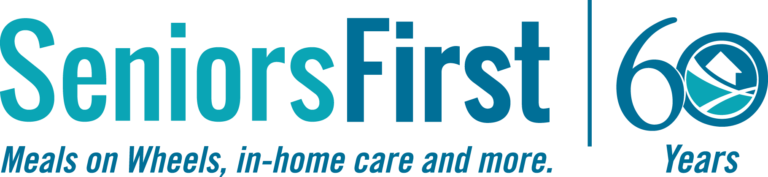 SeniorsFirst
Meals on Wheels, in-home care and more.
60
Years